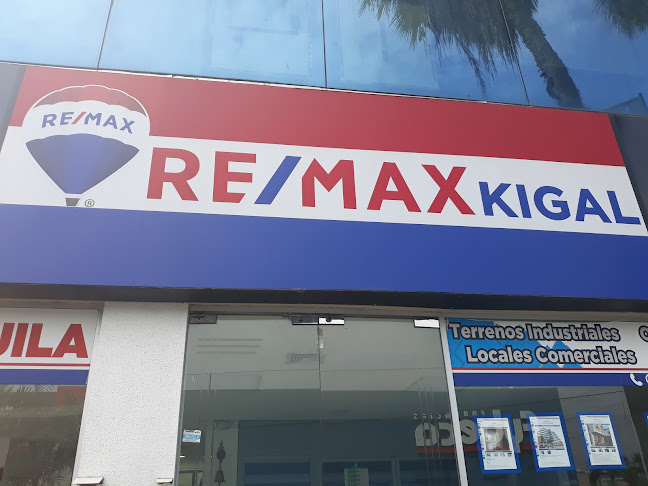 RE/MAX
RE/MAX KIGAL
®
UILA
Terrenos Industriales
Locales Comerciales